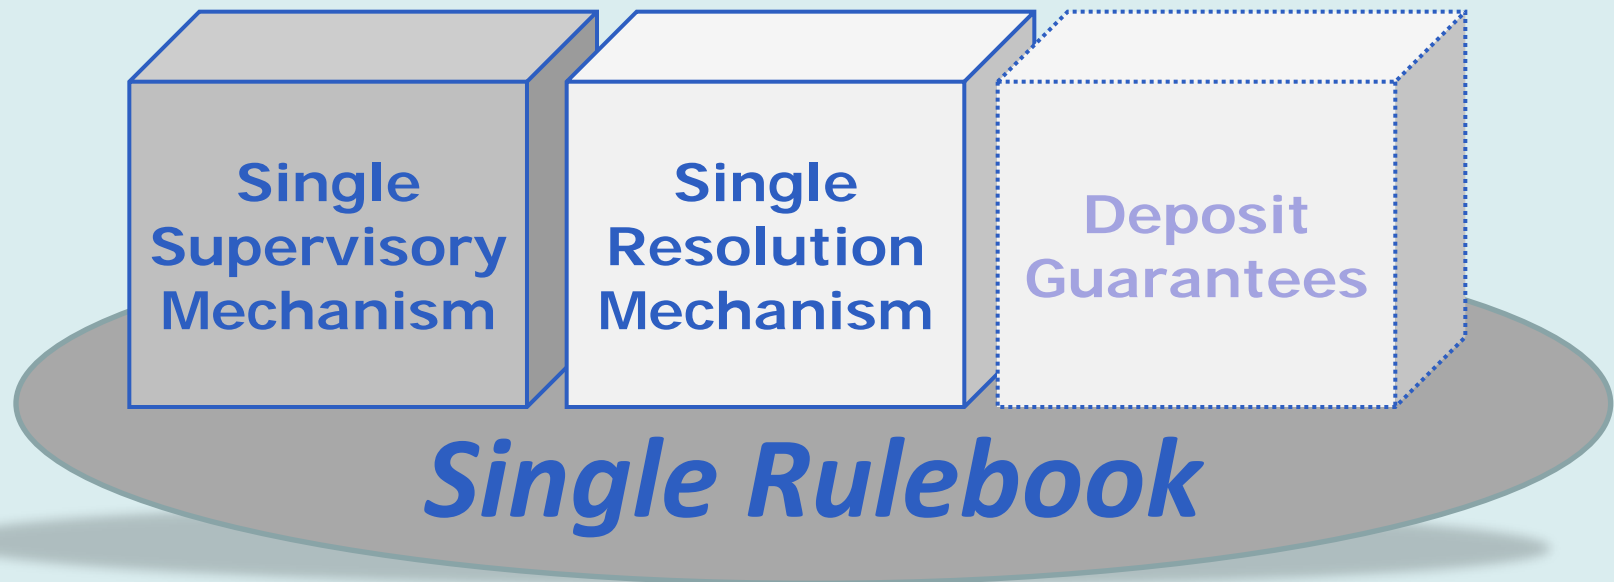 Single
Supervisory
Mechanism
Single
Resolution
Mechanism
Deposit
Guarantees
Single Rulebook